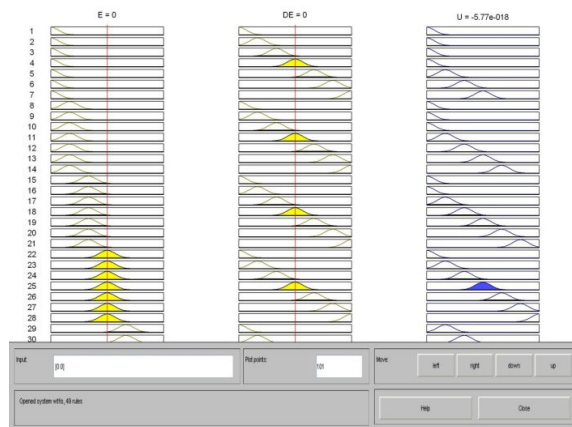 E = 0
DE = 0
U = -5.77e-018
1
2
3
4
5
6
7
8
9
10
11
12
13
14
15
16
17
18
19
20
21
22
23
24
25
26
27
28
29
30
Input:
[0 0]
Plot points:
101
Move:
left
right
down
up
Opened system wtfis, 49 rules
Help
Close